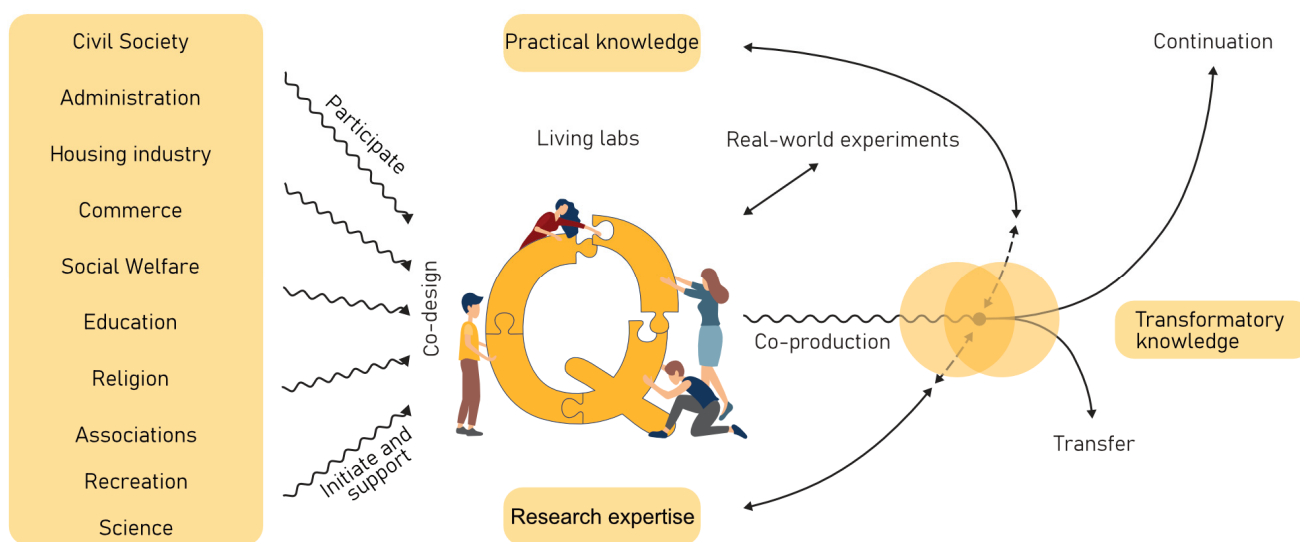 Civil Society
Administration
Housing industry
Commerce
Social Welfare
Education
Religion
Associations
Recreation
Science
Participate
Initiate and
support
Co-design
Practical knowledge
Living labs
Real-world experiments
Co-production
Research expertise
Continuation
Transformatory
knowledge
Transfer